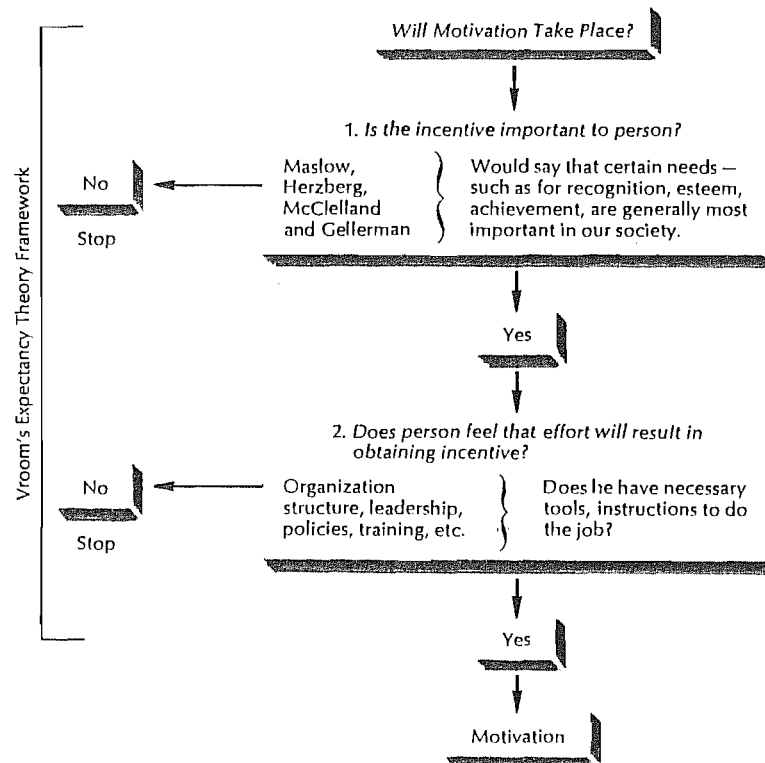 Will Motivation Take Place?
1. Is the incentive important to person?
Maslow,
Herzberg,
McClelland
and Gellerman
Would say that certain needs —
such as for recognition, esteem,
achievement, are generally most
important in our society.
No
Stop
Yes
Vroom's Expectancy Theory Framework
2. Does person feel that effort will result in
obtaining incentive?
Organization
structure, leadership,
policies, training, etc.
Does he have necessary
tools, instructions to do
the job?
No
Stop
Yes
Motivation